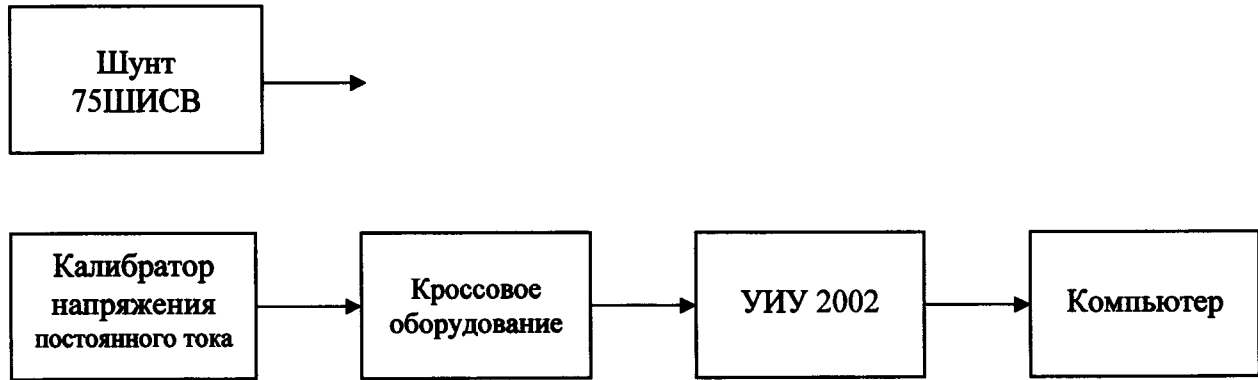 Шунт
75ШИСВ
Калибратор
напряжения
постоянного тока
Кроссовое
оборудование
УИУ 2002
Компьютер